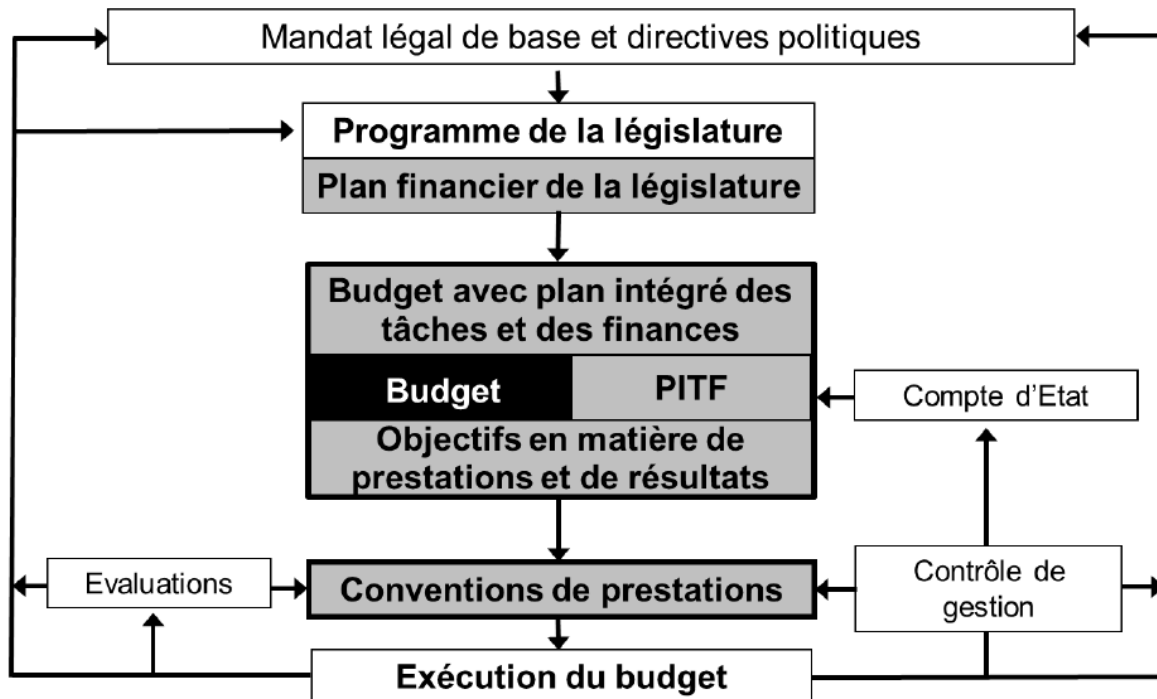 Mandat légal de base et directives politiques
Programme de la législature
Plan financier de la législature
Budget avec plan intégré des
tâches et des finances
Budget
PITF
Compte d'Etat
Objectifs en matière de
prestations et de résultats
Evaluations
Conventions de prestations
Contrôle de
gestion
Exécution du budget